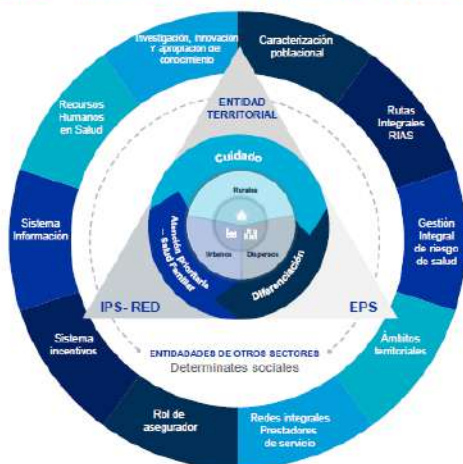 Investigación, Innovación
Y apropiación de
conocimiento
Caracterización
poblacional
Rutas
Integrales
RIAS
Gestión
Integral
de riesgo
de salud
Ámbitos
territoriales
Redes integrales
Prestadores
de servicio
Rol de
asegurador
Sistema
incentivos
Sistema
Información
Recursos
Humanos
en Salud
ENTIDAD
TERRITORIAL
Cuidado
Rurales
Urbanos
Dispersos
Atención prioritaria
– Salud Familiar
Diferenciación
IPS- RED
EPS
ENTIDADADES DE OTROS SECTORES
Determinates sociales